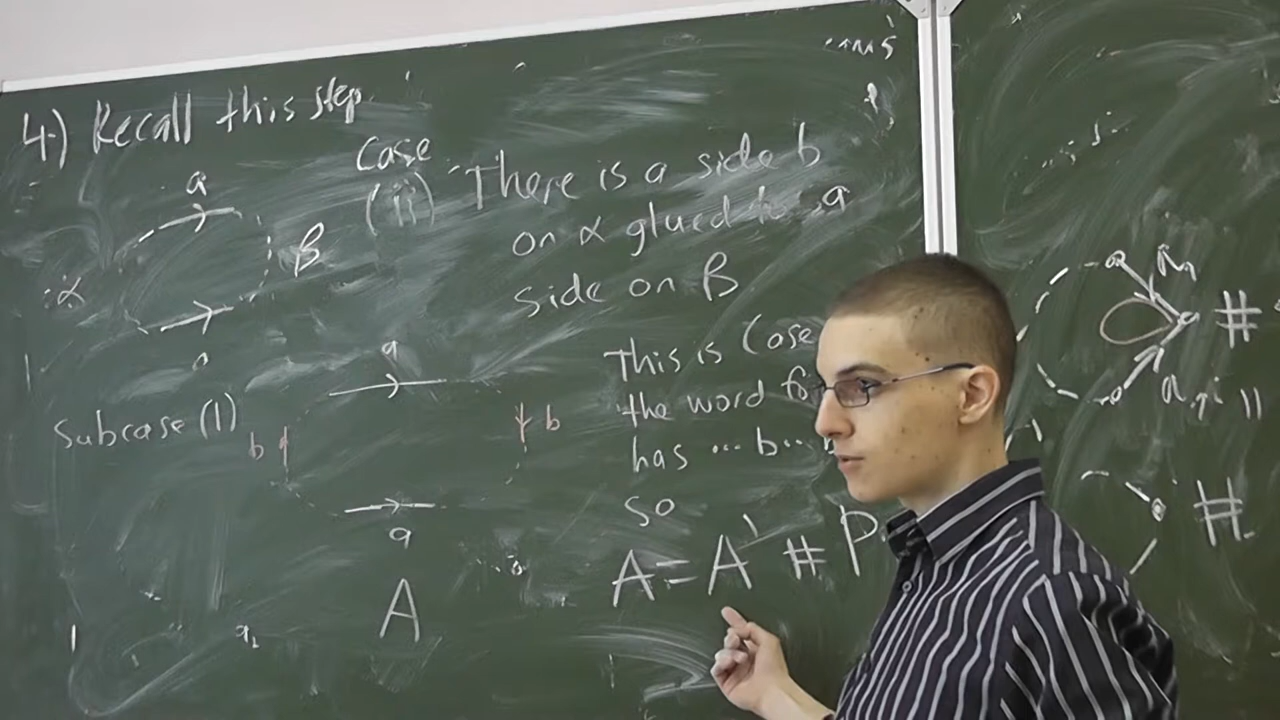 4.) Recall this step
Case
(ii) There is a side b
on α glued to a
side on β
a
β
α
a
This is Case
the word
has ... b...
so
A = A' # P
Subcase (1)
a
b
b
a
A
a
#
#